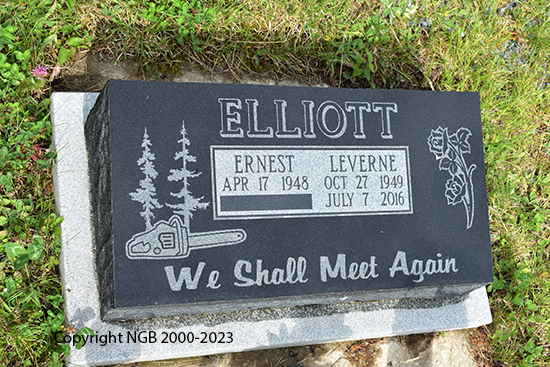 ELLIOTT
ERNEST LEVERNE
APR 17 1948 OCT 27 1949
JULY 7 2016
We Shall Meet Again
Copyright NGB 2000-2023